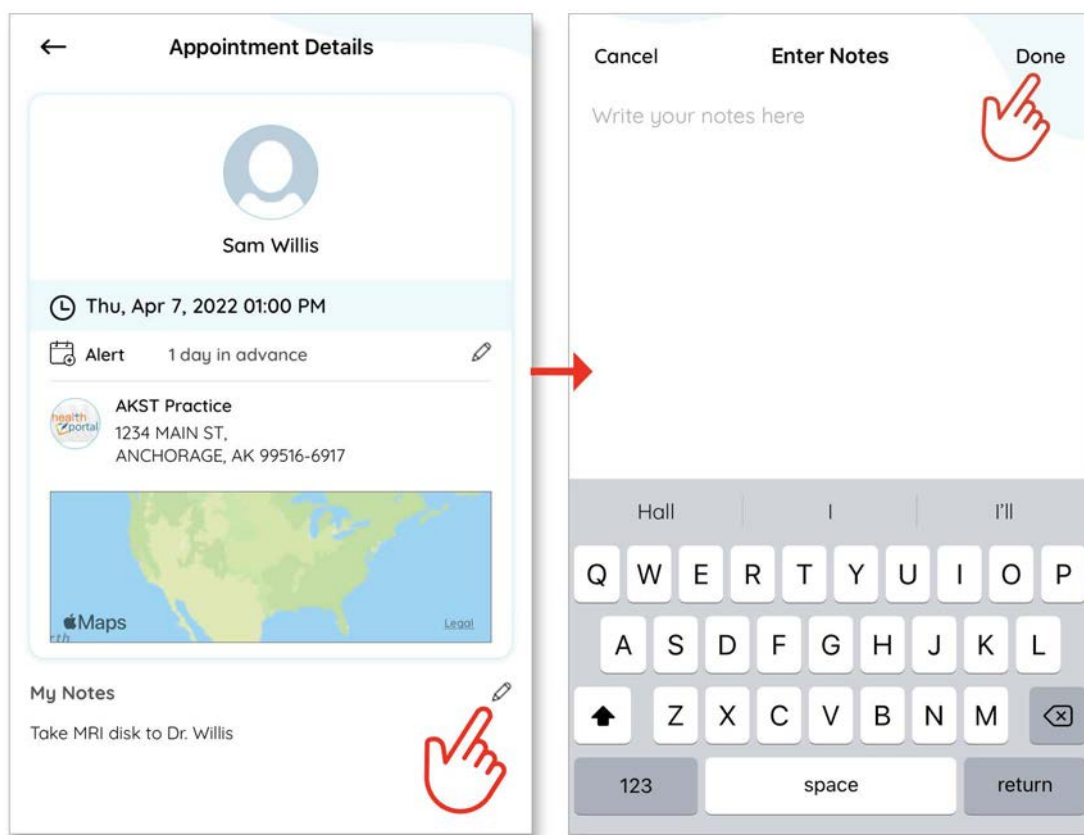 Appointment Details
Sam Willis
Thu, Apr 7, 2022 01:00 PM
Alert 1 day in advance
health
portal
AKST Practice
1234 MAIN ST,
ANCHORAGE, AK 99516-6917
Maps
Legal
rth
My Notes
Take MRI disk to Dr. Willis
Cancel Enter Notes Done
Write your notes here
Hall I I'll
Q W E R T Y U I O P
A S D F G H J K L
Z X C V B N M
123 space return